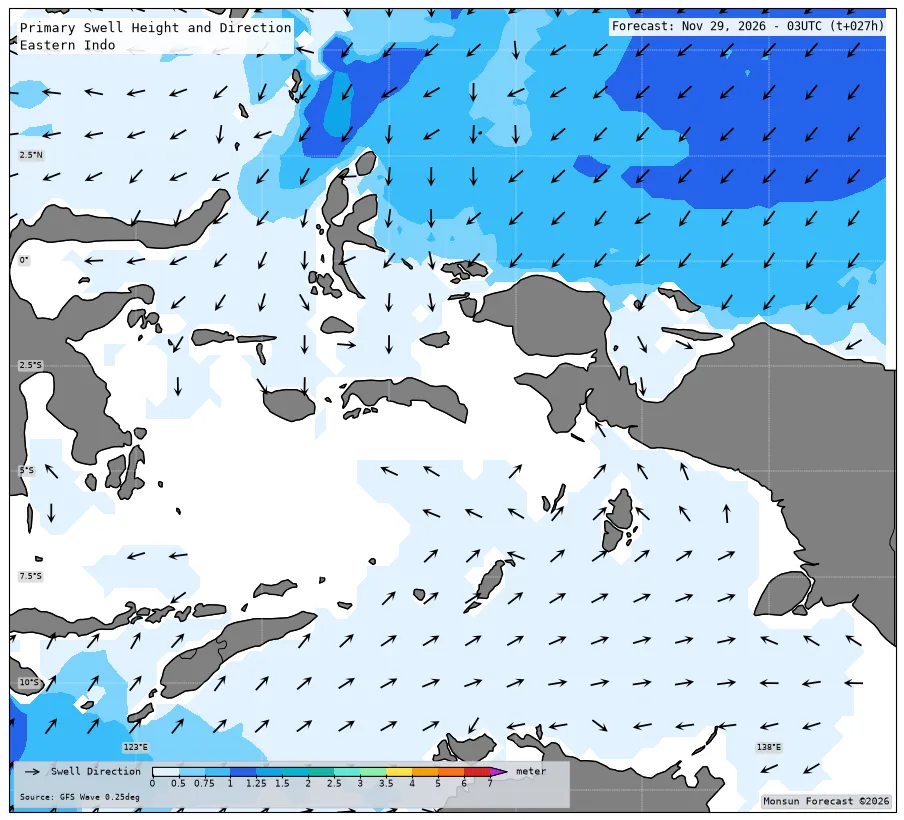 Primary Swell Height and Direction
Eastern Indo
Forecast: Nov 29, 2026 - 03UTC (t+027h)
2.5°N
0°
2.5°S
5°S
7.5°S
10°S
123°E
138°E
Swell Direction
0 0.5 0.75 1 1.25 1.5 2 2.5 3 3.5 4 5 6 7
meter
Source: GFS Wave 0.25deg
Monsun Forecast ©2026